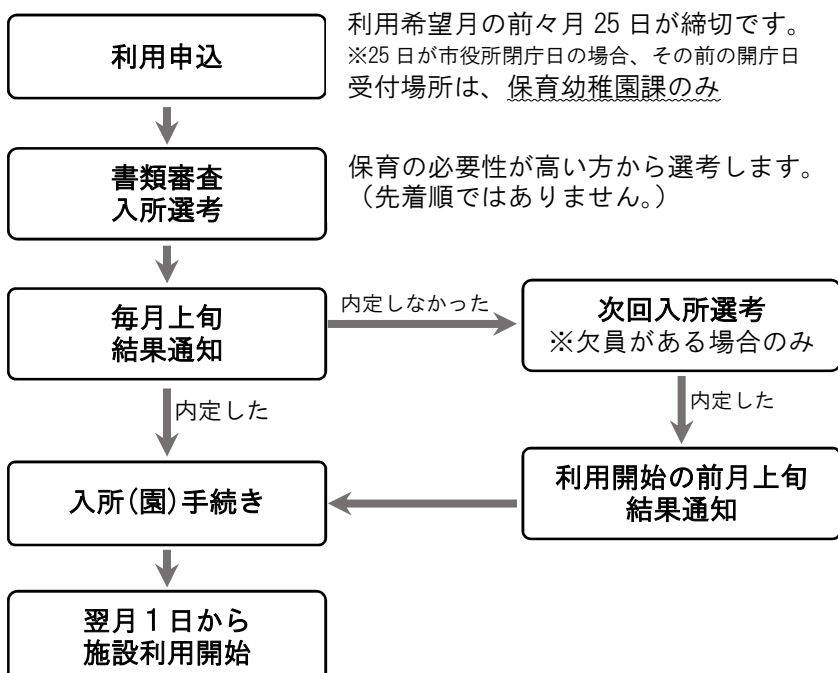 利用申込
利用希望月の前々月 25 日が締切です。
※25 日が市役所閉庁日の場合、その前の開庁日
受付場所は、保育幼稚園課のみ
書類審査
入所選考
保育の必要性が高い方から選考します。
（先着順ではありません。）
毎月上旬
結果通知
内定しなかった
次回入所選考
※欠員がある場合のみ
内定した
内定した
入所(園)手続き
利用開始の前月上旬
結果通知
翌月１日から
施設利用開始